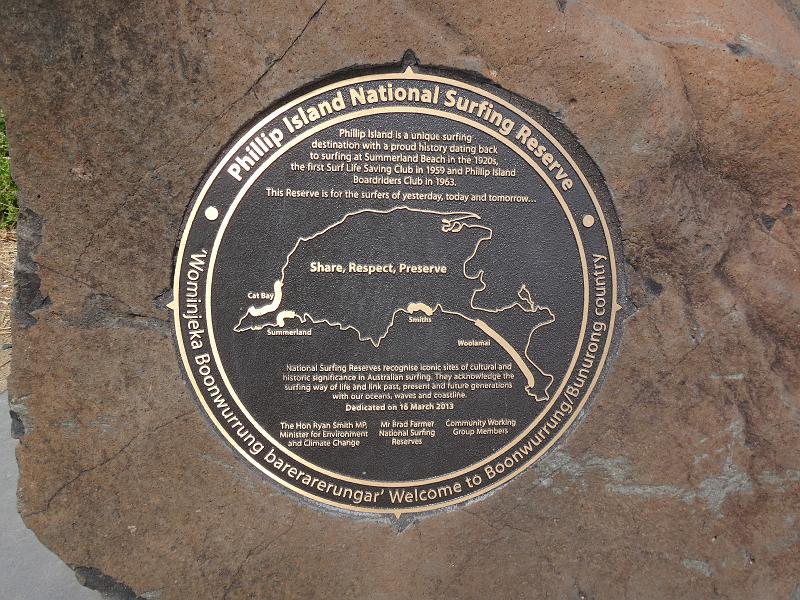 Phillip Island National Surfing Reserve
Phillip Island is a unique surfing
destination with a proud history dating back
to surfing at Summerland Beach in the 1920s,
the first Surf Life Saving Club in 1959 and Phillip Island
Boardriders Club in 1963.
This Reserve is for the surfers of yesterday, today and tomorrow...
Share, Respect, Preserve
Cat Bay
Summerland
Smiths
Woolamai
National Surfing Reserves recognise iconic sites of cultural and
historic significance in Australian surfing. They acknowledge the
surfing way of life and link past, present and future generations
with our oceans, waves and coastline.
Dedicated on 16 March 2013
The Hon Ryan Smith MP,
Minister for Environment
and Climate Change
Mr Brad Farmer
National Surfing
Reserves
Community Working
Group Members
'Wominjeka Boonwurrung barerarerungar' Welcome to Boonwurrung/Bunurong country